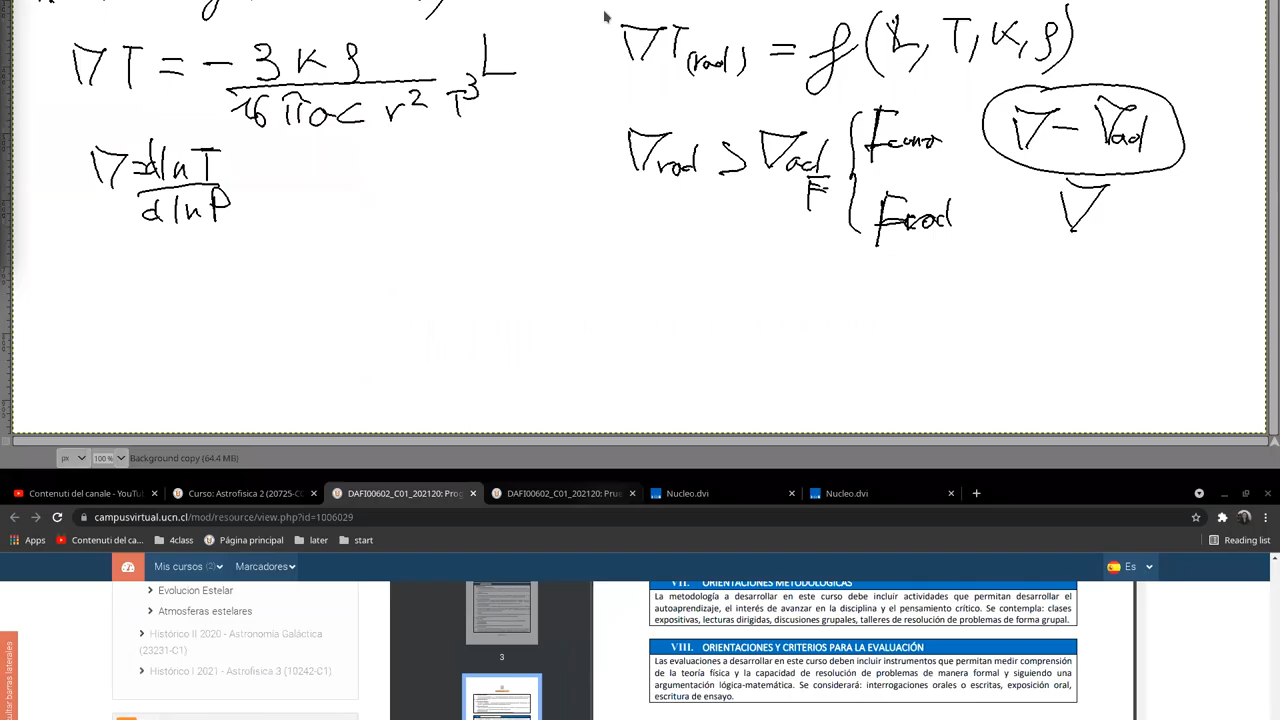 ∇T = - 3 κ ρ / 16 π a c r² T³ L
∇ = d ln T / d ln P
∇T(rad) = f(L, T, κ, ρ)
∇rad > ∇ad { Fconv
F Frad
∇ - ∇ad
∇
px 100 % Background copy (64.4 MB)
Contenuti del canale - YouTu
Curso: Astrofisica 2 (20725-C
DAFI00602_C01_202120: Prog
DAFI00602_C01_202120: Pru
Nucleo.dvi
Nucleo.dvi
campusvirtual.ucn.cl/mod/resource/view.php?id=1006029
Apps Contenuti del ca... 4class Página principal later start Reading list
Mis cursos Marcadores Es
Evolucion Estelar
Atmosferas estelares
Histórico II 2020 - Astronomía Galáctica
(23231-C1)
Histórico I 2021 - Astrofisica 3 (10242-C1)
ultar barras laterales
3
VII. ORIENTACIONES METODOLÓGICAS
La metodología a desarrollar en este curso debe incluir actividades que permitan desarrollar el
autoaprendizaje, el interés de avanzar en la disciplina y el pensamiento crítico. Se contempla: clases
expositivas, lecturas dirigidas, discusiones grupales, talleres de resolución de problemas de forma grupal.
VIII. ORIENTACIONES Y CRITERIOS PARA LA EVALUACIÓN
Las evaluaciones a desarrollar en este curso deben incluir instrumentos que permitan medir comprensión
de la teoría física y la capacidad de resolución de problemas de manera formal y siguiendo una
argumentación lógica-matemática. Se considerará: interrogaciones orales o escritas, exposición oral,
escritura de ensayo.